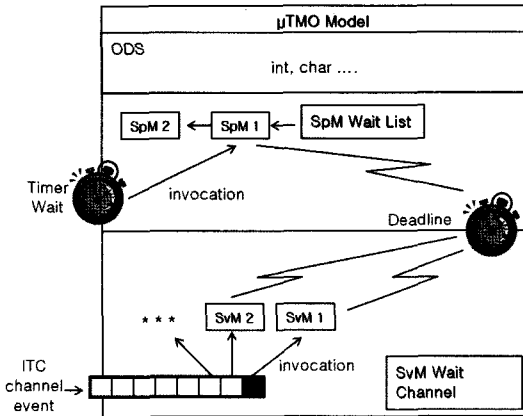 μTMO Model
ODS
int, char ....
SpM 2
SpM 1
SpM Wait List
Timer
Wait
invocation
Deadline
* * *
SvM 2
SvM 1
ITC
channel
event
invocation
SvM Wait
Channel